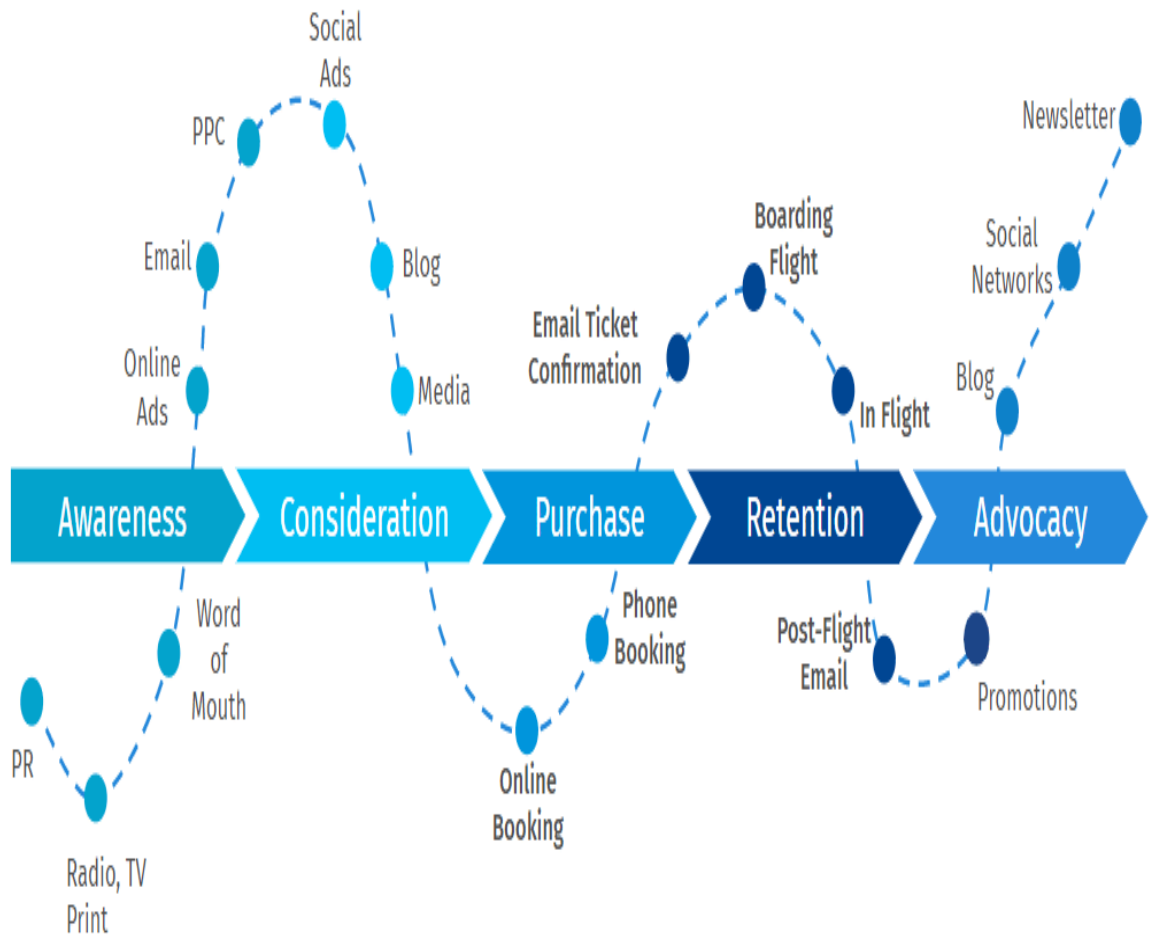 Social
Ads
PPC
Newsletter
Boarding
Flight
Social
Networks
Email
Blog
Email Ticket
Confirmation
Online
Ads
Media
Blog
In Flight
Awareness
Consideration
Purchase
Retention
Advocacy
Word
of
Mouth
Phone
Booking
Post-Flight
Email
Promotions
PR
Online
Booking
Radio, TV
Print